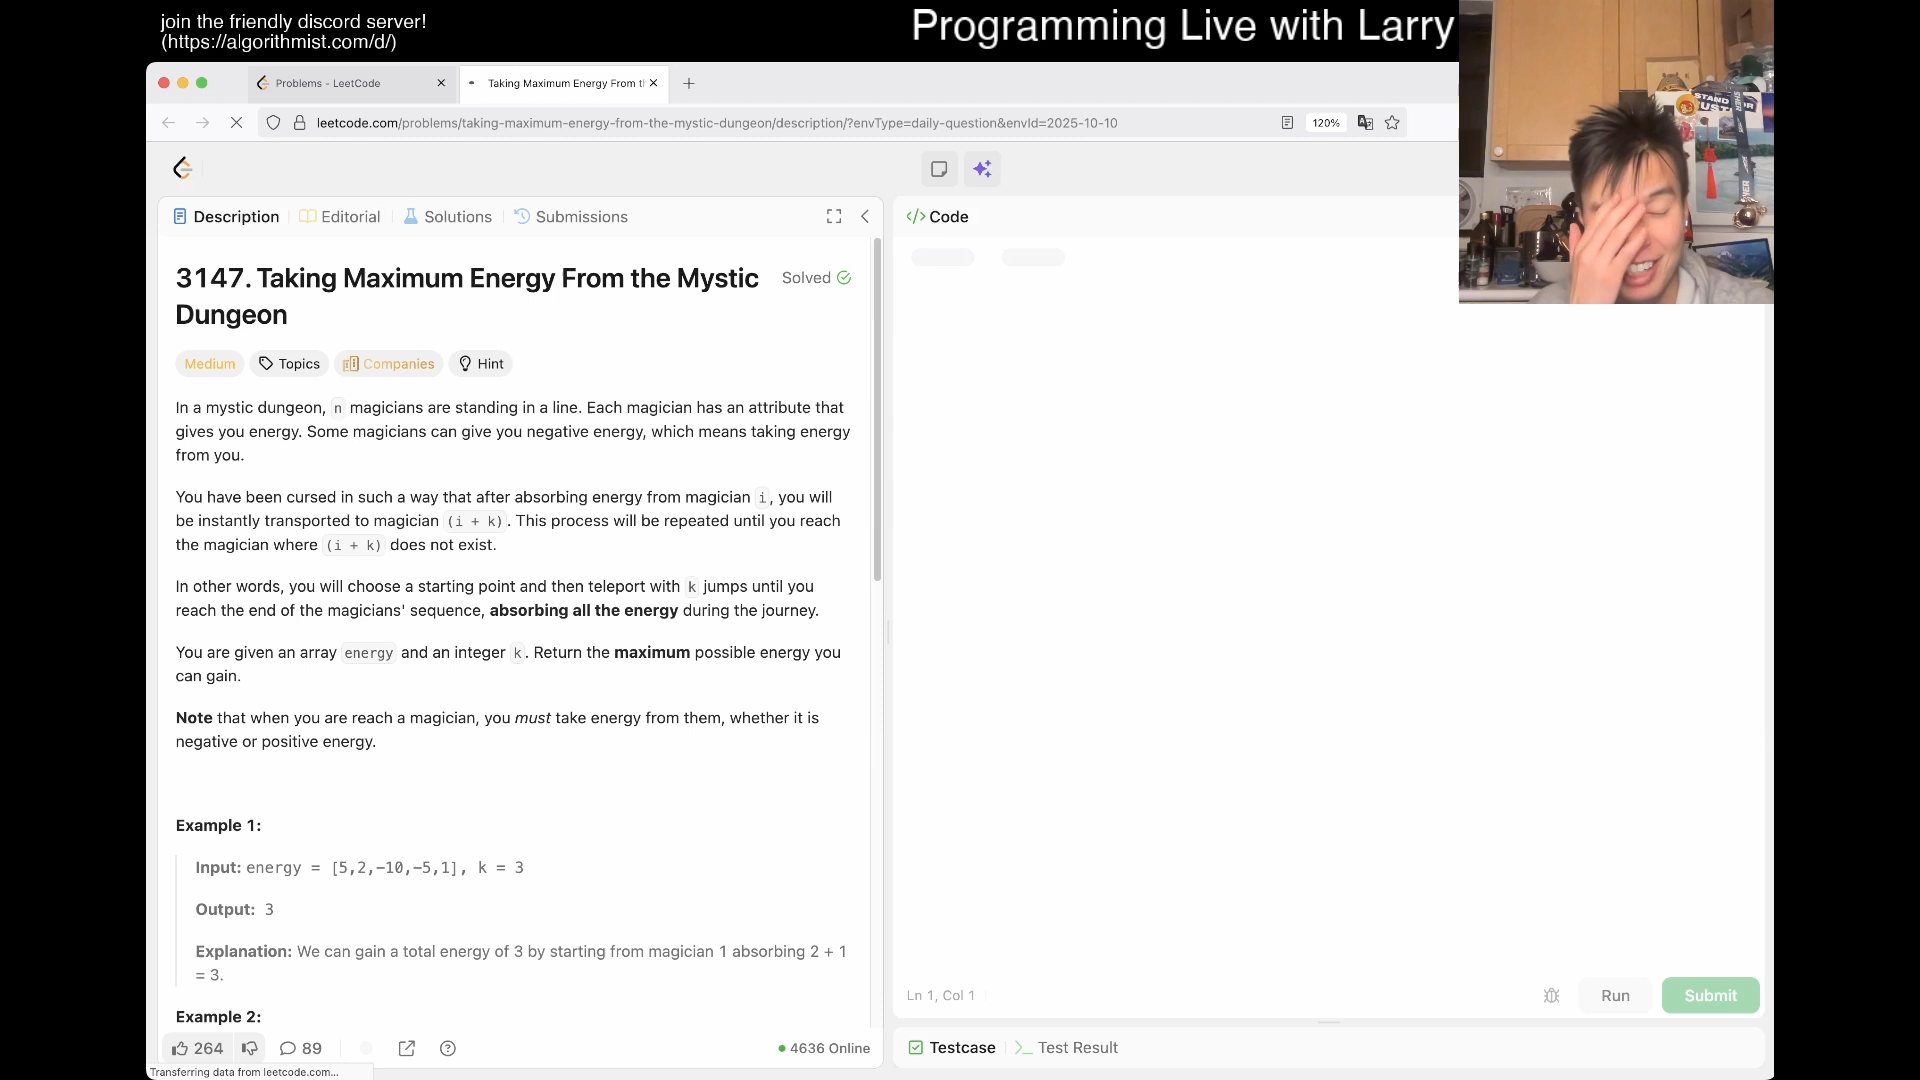 join the friendly discord server!
(https://algorithmist.com/d/)
Programming Live with Larry
Problems - LeetCode
Taking Maximum Energy From t
leetcode.com/problems/taking-maximum-energy-from-the-mystic-dungeon/description/?envType=daily-question&envId=2025-10-10
120%
Description
Editorial
Solutions
Submissions
</> Code
3147. Taking Maximum Energy From the Mystic
Dungeon
Solved
Medium
Topics
Companies
Hint
In a mystic dungeon, n magicians are standing in a line. Each magician has an attribute that
gives you energy. Some magicians can give you negative energy, which means taking energy
from you.
You have been cursed in such a way that after absorbing energy from magician i, you will
be instantly transported to magician (i + k). This process will be repeated until you reach
the magician where (i + k) does not exist.
In other words, you will choose a starting point and then teleport with k jumps until you
reach the end of the magicians' sequence, absorbing all the energy during the journey.
You are given an array energy and an integer k. Return the maximum possible energy you
can gain.
Note that when you are reach a magician, you must take energy from them, whether it is
negative or positive energy.
Example 1:
Input: energy = [5,2,-10,-5,1], k = 3
Output: 3
Explanation: We can gain a total energy of 3 by starting from magician 1 absorbing 2 + 1
= 3.
Example 2:
264
89
4636 Online
Transferring data from leetcode.com...
Ln 1, Col 1
Run
Submit
Testcase
Test Result